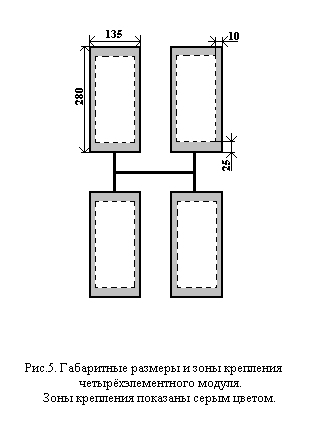 135
10
280
25
Рис.5. Габаритные размеры и зоны крепления
четырёхэлементного модуля.
Зоны крепления показаны серым цветом.